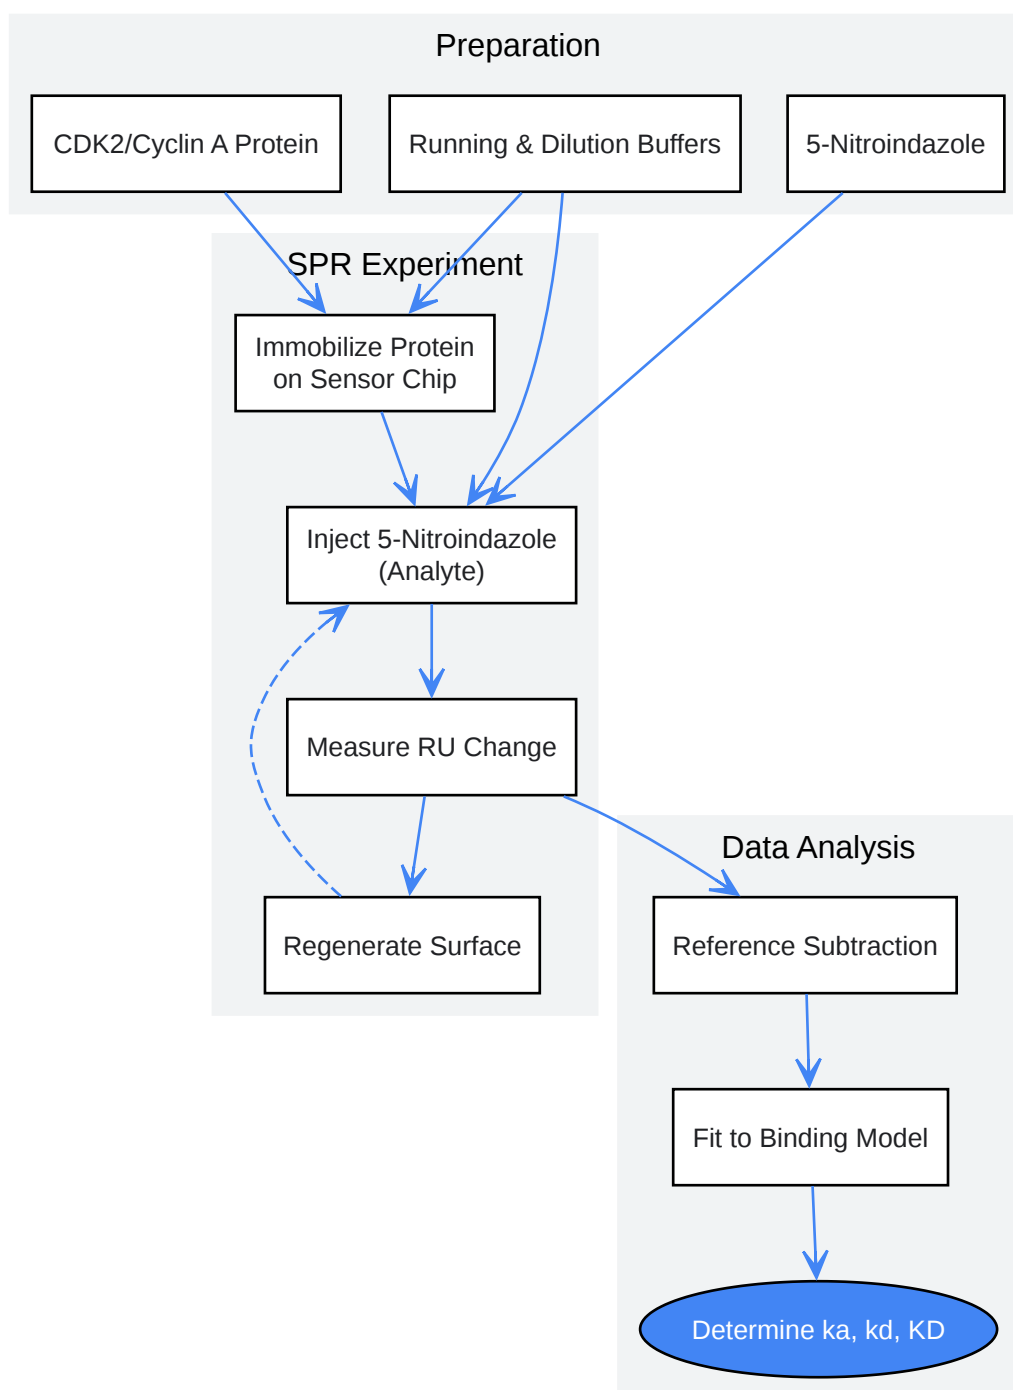 Preparation
CDK2/Cyclin A Protein
Running & Dilution Buffers
5-Nitroindazole
SPR Experiment
Immobilize Protein
on Sensor Chip
Inject 5-Nitroindazole
(Analyte)
Measure RU Change
Regenerate Surface
Data Analysis
Reference Subtraction
Fit to Binding Model
Determine ka, kd, KD